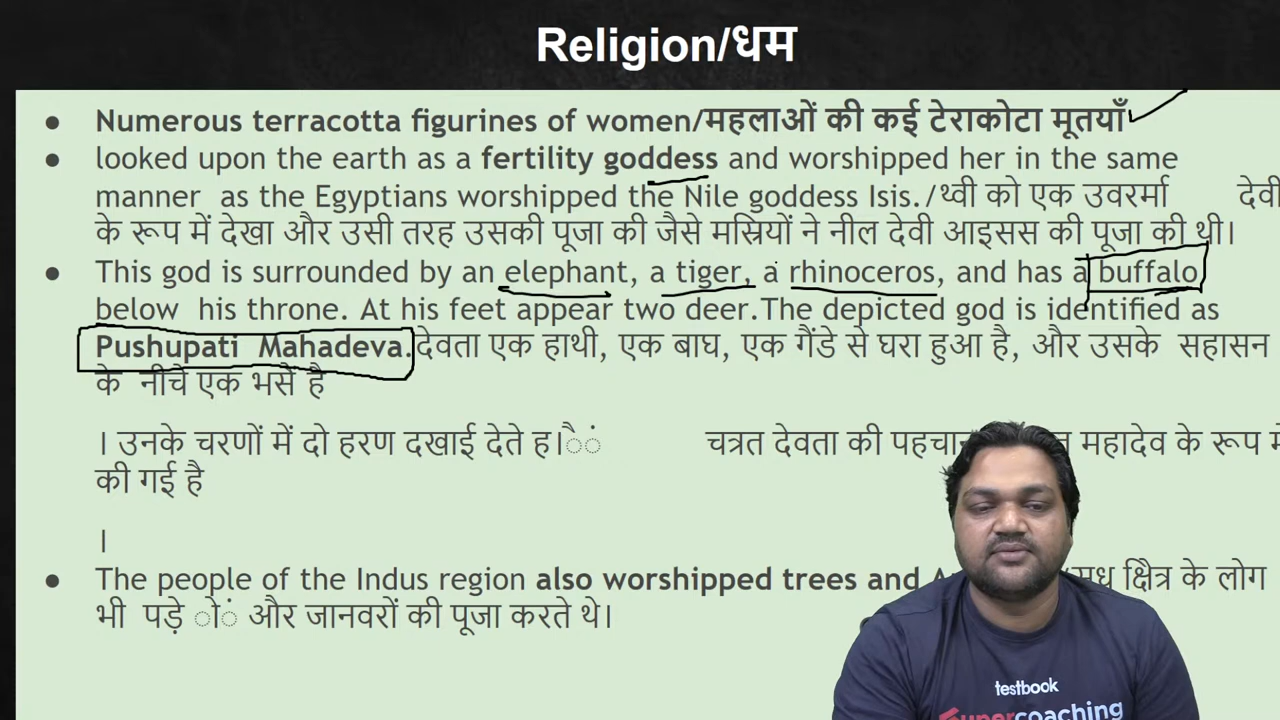 Religion/धम
● Numerous terracotta figurines of women/महलाओं की कई टेराकोटा मूतयाँ
● looked upon the earth as a fertility goddess and worshipped her in the same
manner as the Egyptians worshipped the Nile goddess Isis./थ्वी को एक उवरर्मा देवी
के रूप में देखा और उसी तरह उसकी पूजा की जैसे मस्रियों ने नील देवी आइसस की पूजा की थी।
● This god is surrounded by an elephant, a tiger, a rhinoceros, and has a buffalo
below his throne. At his feet appear two deer.The depicted god is identified as
Pushupati Mahadeva.देवता एक हाथी, एक बाघ, एक गैंडे से घरा हुआ है, और उसके सहासन
के नीचे एक भसें है
। उनके चरणों में दो हरण दखाई देते ह।ैं चत्रत देवता की पहचान महादेव के रूप में
की गई है
।
● The people of the Indus region also worshipped trees and के लोग
भी पड़े ों और जानवरों की पूजा करते थे।
testbook
supercoaching